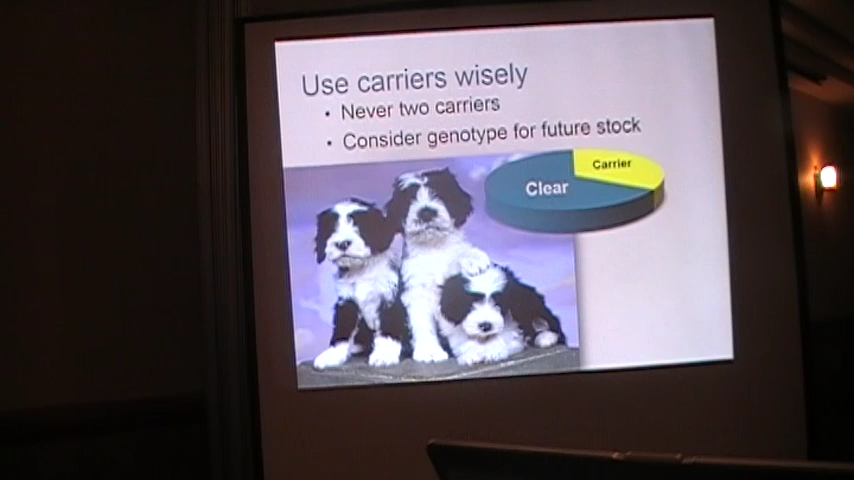 Use carriers wisely
• Never two carriers
• Consider genotype for future stock
Carrier
Clear